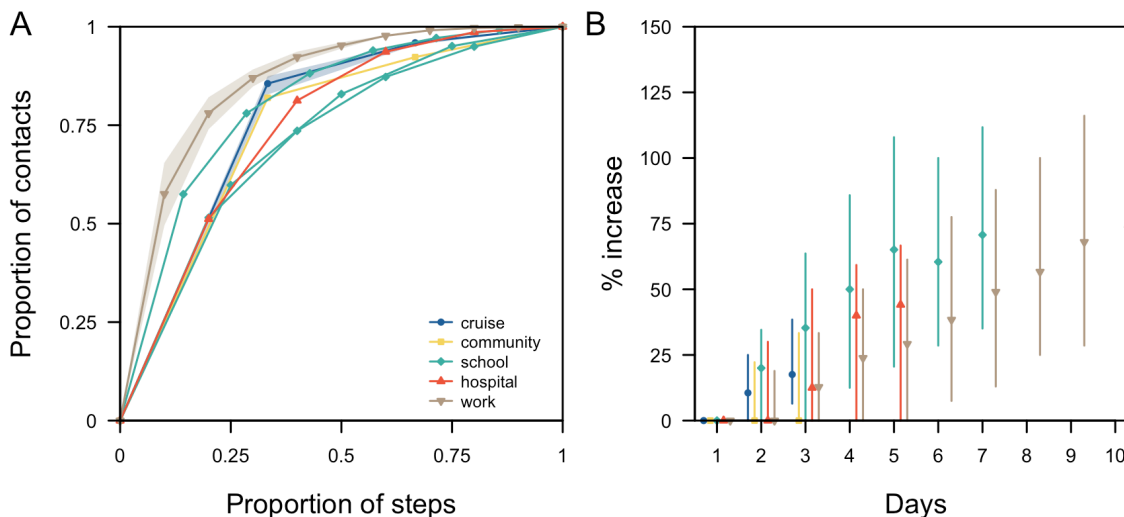 A
Proportion of contacts
1
0.75
0.5
0.25
0
0
0.25
0.5
0.75
1
Proportion of steps
cruise
community
school
hospital
work
B
% increase
150
125
100
75
50
25
0
1
2
3
4
5
6
7
8
9
10
Days